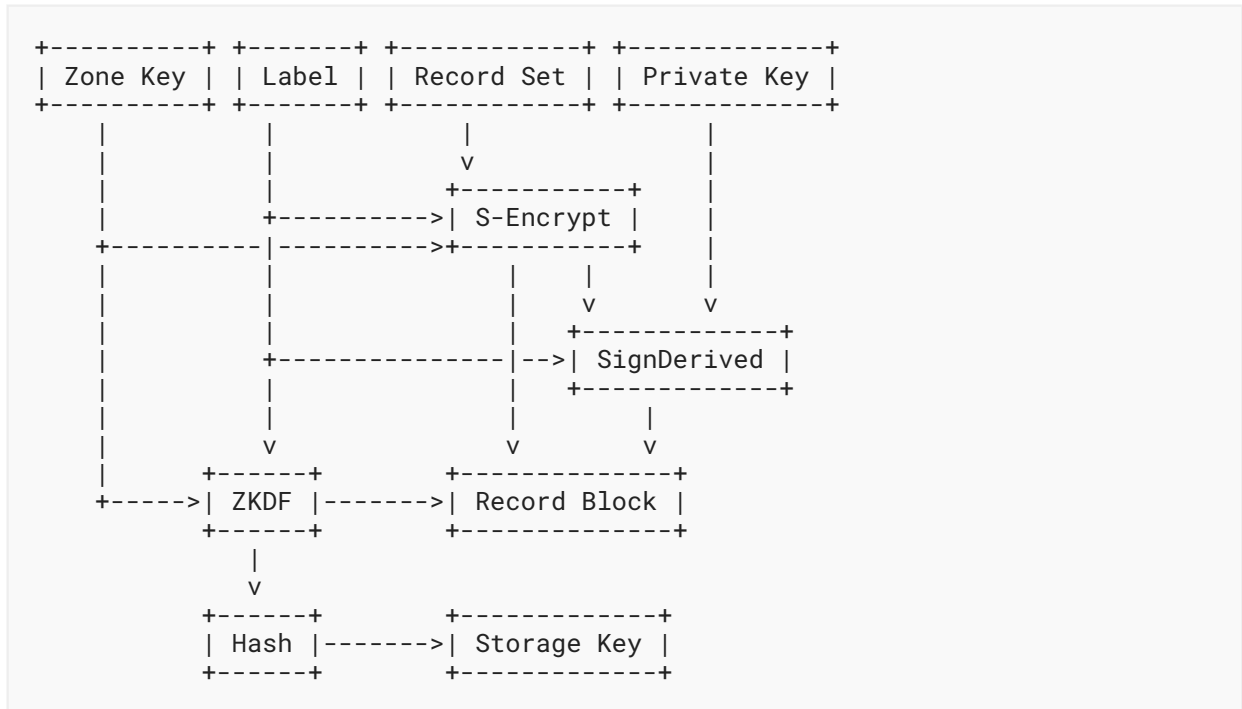 +----------+ +-------+ +------------+ +-------------+
| Zone Key | | Label | | Record Set | | Private Key |
+----------+ +-------+ +------------+ +-------------+
    |          |            |               |
    |          |            v               |
    |          |           +-----------+    |
    |          +---------->| S-Encrypt |    |
    +----------|---------->+-----------+    |
    |          |               |    |       |
    |          |               |    v       v
    |          |               |   +-------------+
    |          +---------------|-->| SignDerived |
    |          |               |   +-------------+
    |          |               |        |
    |          v               v        v
    |      +------+        +--------------+
    +----->| ZKDF |------->| Record Block |
           +------+        +--------------+
              |
              v
           +------+        +-------------+
           | Hash |------->| Storage Key |
           +------+        +-------------+